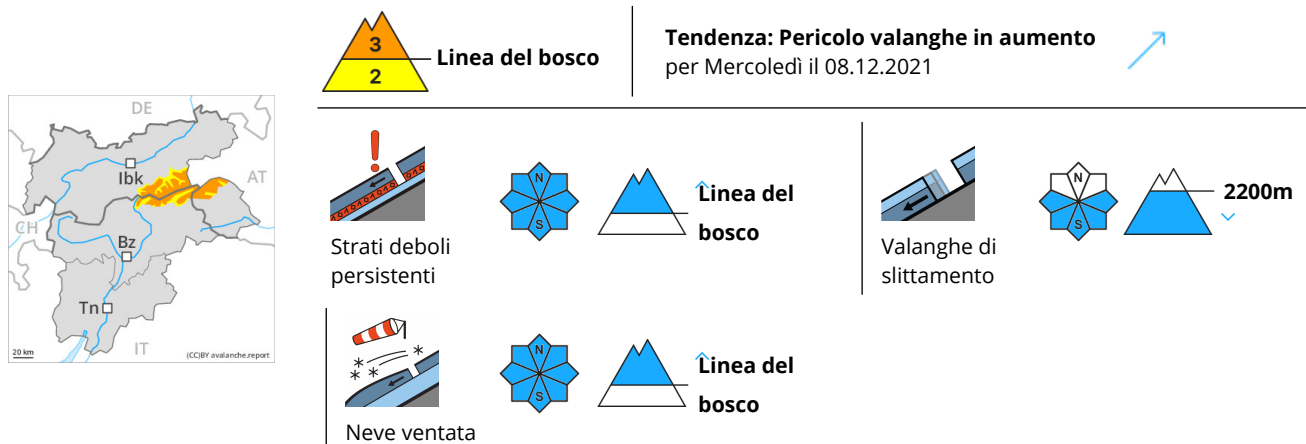 3
2
Linea del bosco
Tendenza: Pericolo valanghe in aumento
per Mercoledì il 08.12.2021
DE
AT
CH
IT
Ibk
Bz
Tn
20 km
(CC)BY avalanche.report
N
S
Linea del
bosco
Strati deboli
persistenti
N
S
2200m
Valanghe di
slittamento
N
S
Linea del
bosco
Neve ventata